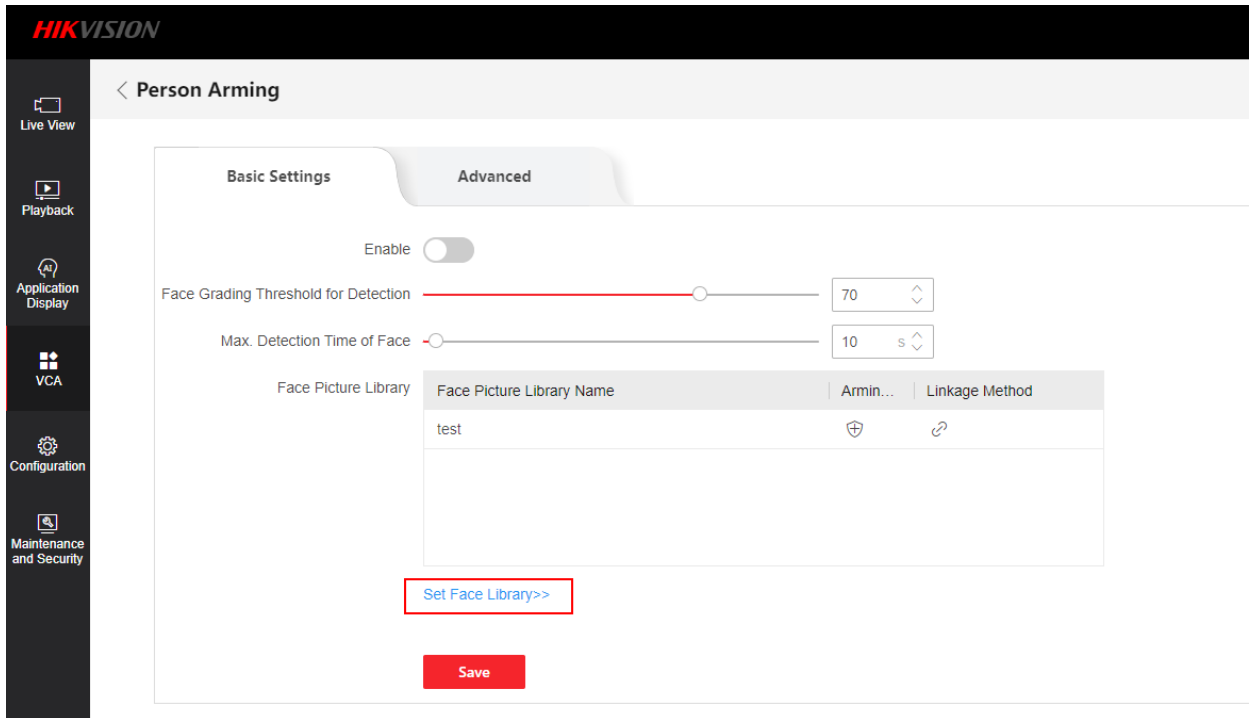 HIKVISION
< Person Arming
Live View
Playback
AI
Application
Display
VCA
Configuration
Maintenance
and Security
Basic Settings
Advanced
Enable
Face Grading Threshold for Detection
70
Max. Detection Time of Face
10 s
Face Picture Library
Face Picture Library Name
Armin...
Linkage Method
test
Set Face Library>>
Save